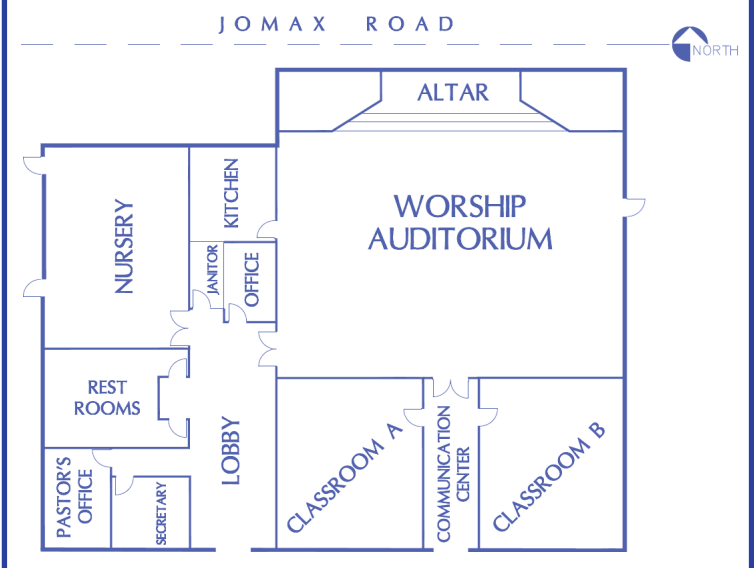 JOMAX ROAD
NORTH
ALTAR
WORSHIP
AUDITORIUM
KITCHEN
NURSERY
JANITOR
OFFICE
REST
ROOMS
LOBBY
PASTOR'S
OFFICE
SECRETARY
CLASSROOM A
COMMUNICATION
CENTER
CLASSROOM B